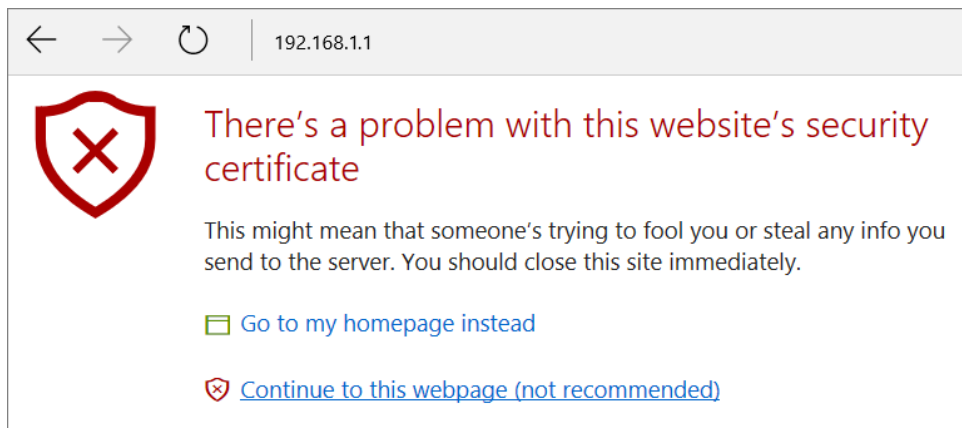 192.168.1.1
There's a problem with this website's security
certificate
This might mean that someone's trying to fool you or steal any info you
send to the server. You should close this site immediately.
Go to my homepage instead
Continue to this webpage (not recommended)